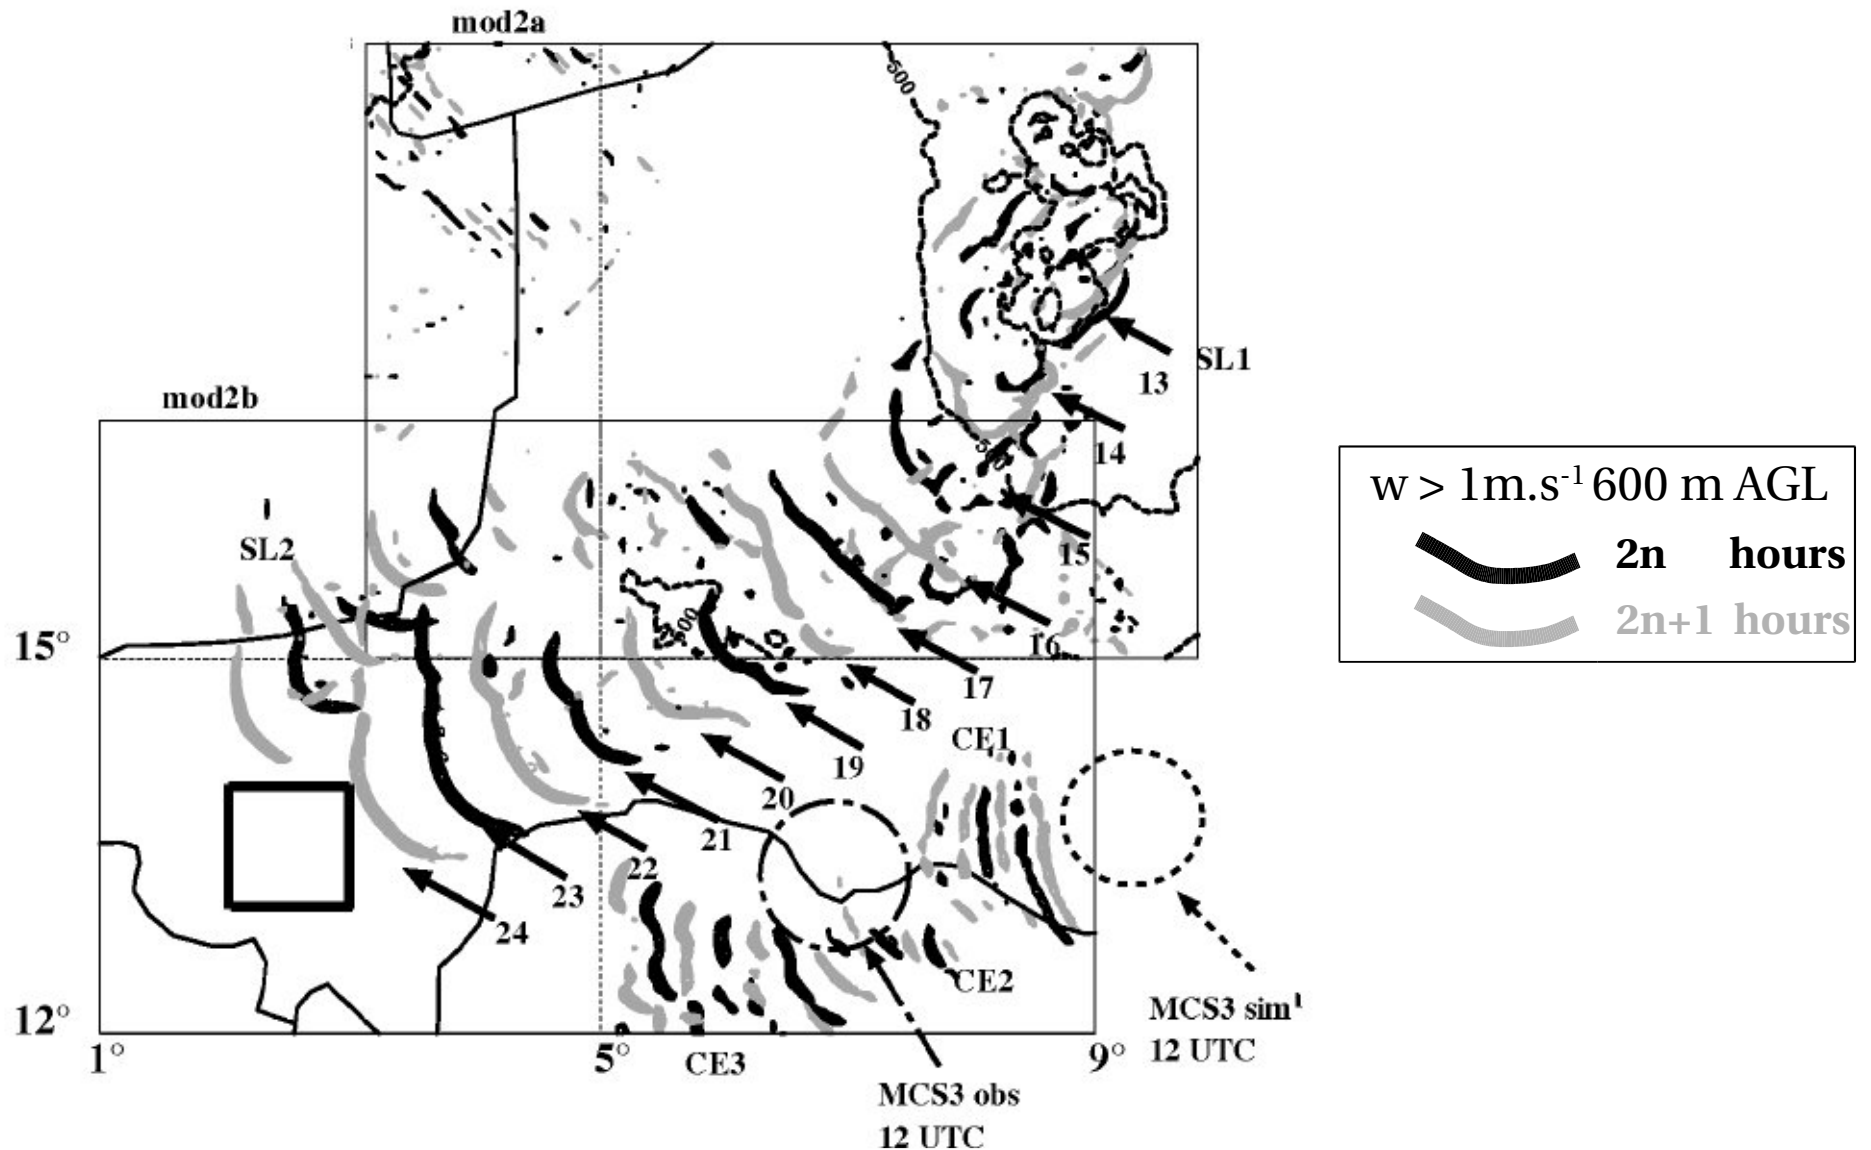 mod2a
500
SL1
13
mod2b
14
500
15
SL2
16
500
15°
17
18
CE1
19
20
21
22
23
24
CE2
12°
1°
5°
9°
CE3
MCS3 sim¹
12 UTC
MCS3 obs
12 UTC
w > 1m.s⁻¹ 600 m AGL
2n hours
2n+1 hours